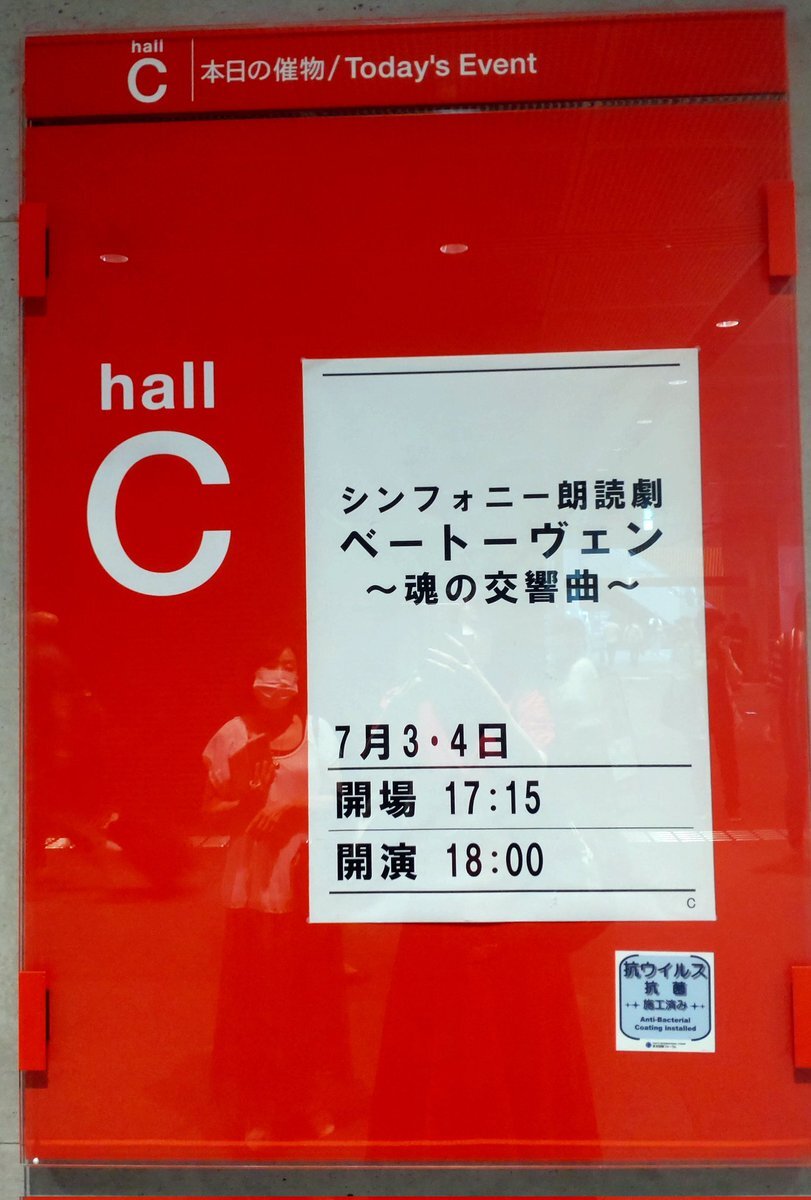 hall
C
本日の催物/Today's Event
hall
C
シンフォニー朗読劇
ベートーヴェン
～魂の交響曲～
7月3・4日
開場 17:15
開演 18:00
C
抗ウイルス
抗菌
施工済み
Anti-Bacterial
Coating installed